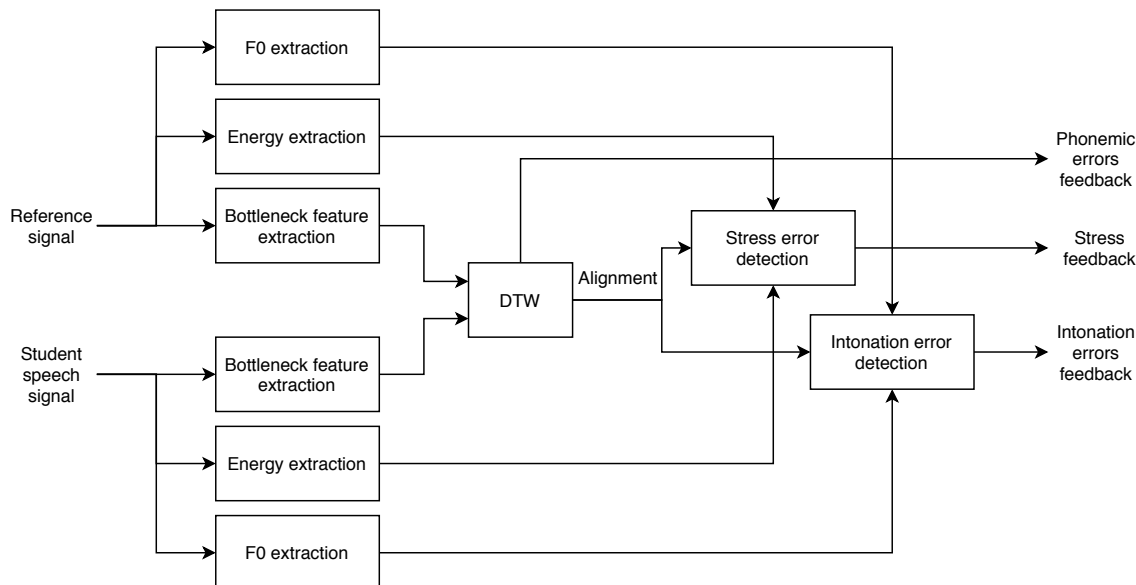 F0 extraction
Energy extraction
Phonemic
errors
feedback
Reference
signal
Bottleneck feature
extraction
Stress error
detection
Stress
feedback
DTW
Alignment
Student
speech
signal
Bottleneck feature
extraction
Intonation error
detection
Intonation
errors
feedback
Energy extraction
F0 extraction